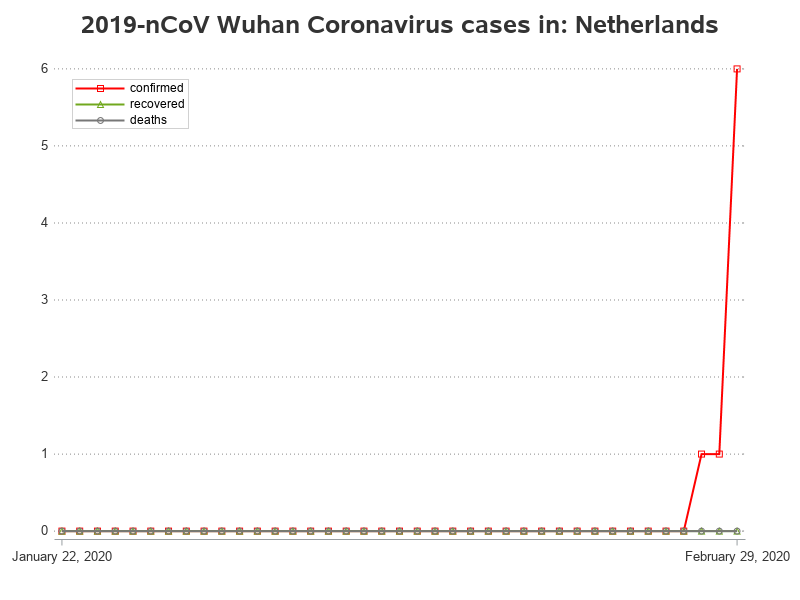 2019-nCoV Wuhan Coronavirus cases in: Netherlands
6
confirmed
recovered
deaths
5
4
3
2
1
0
January 22, 2020
February 29, 2020